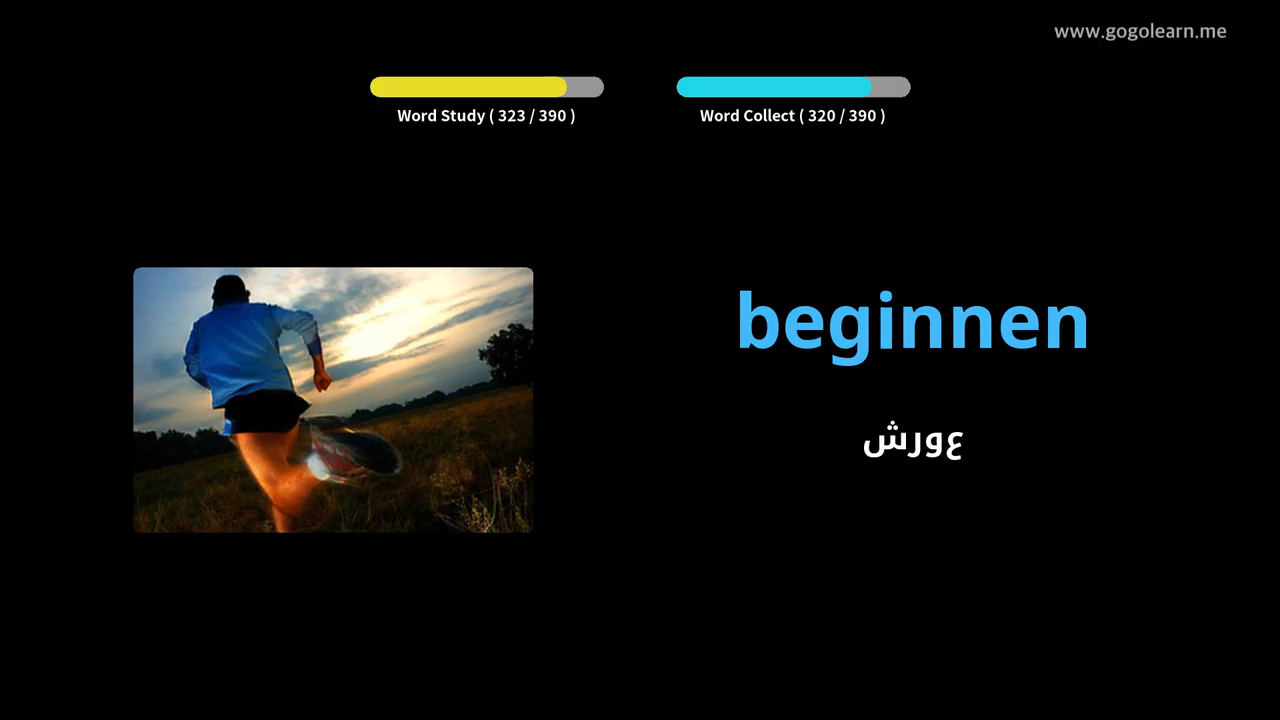 www.gogolearn.me
Word Study ( 323 / 390 )
Word Collect ( 320 / 390 )
beginnen
عورش